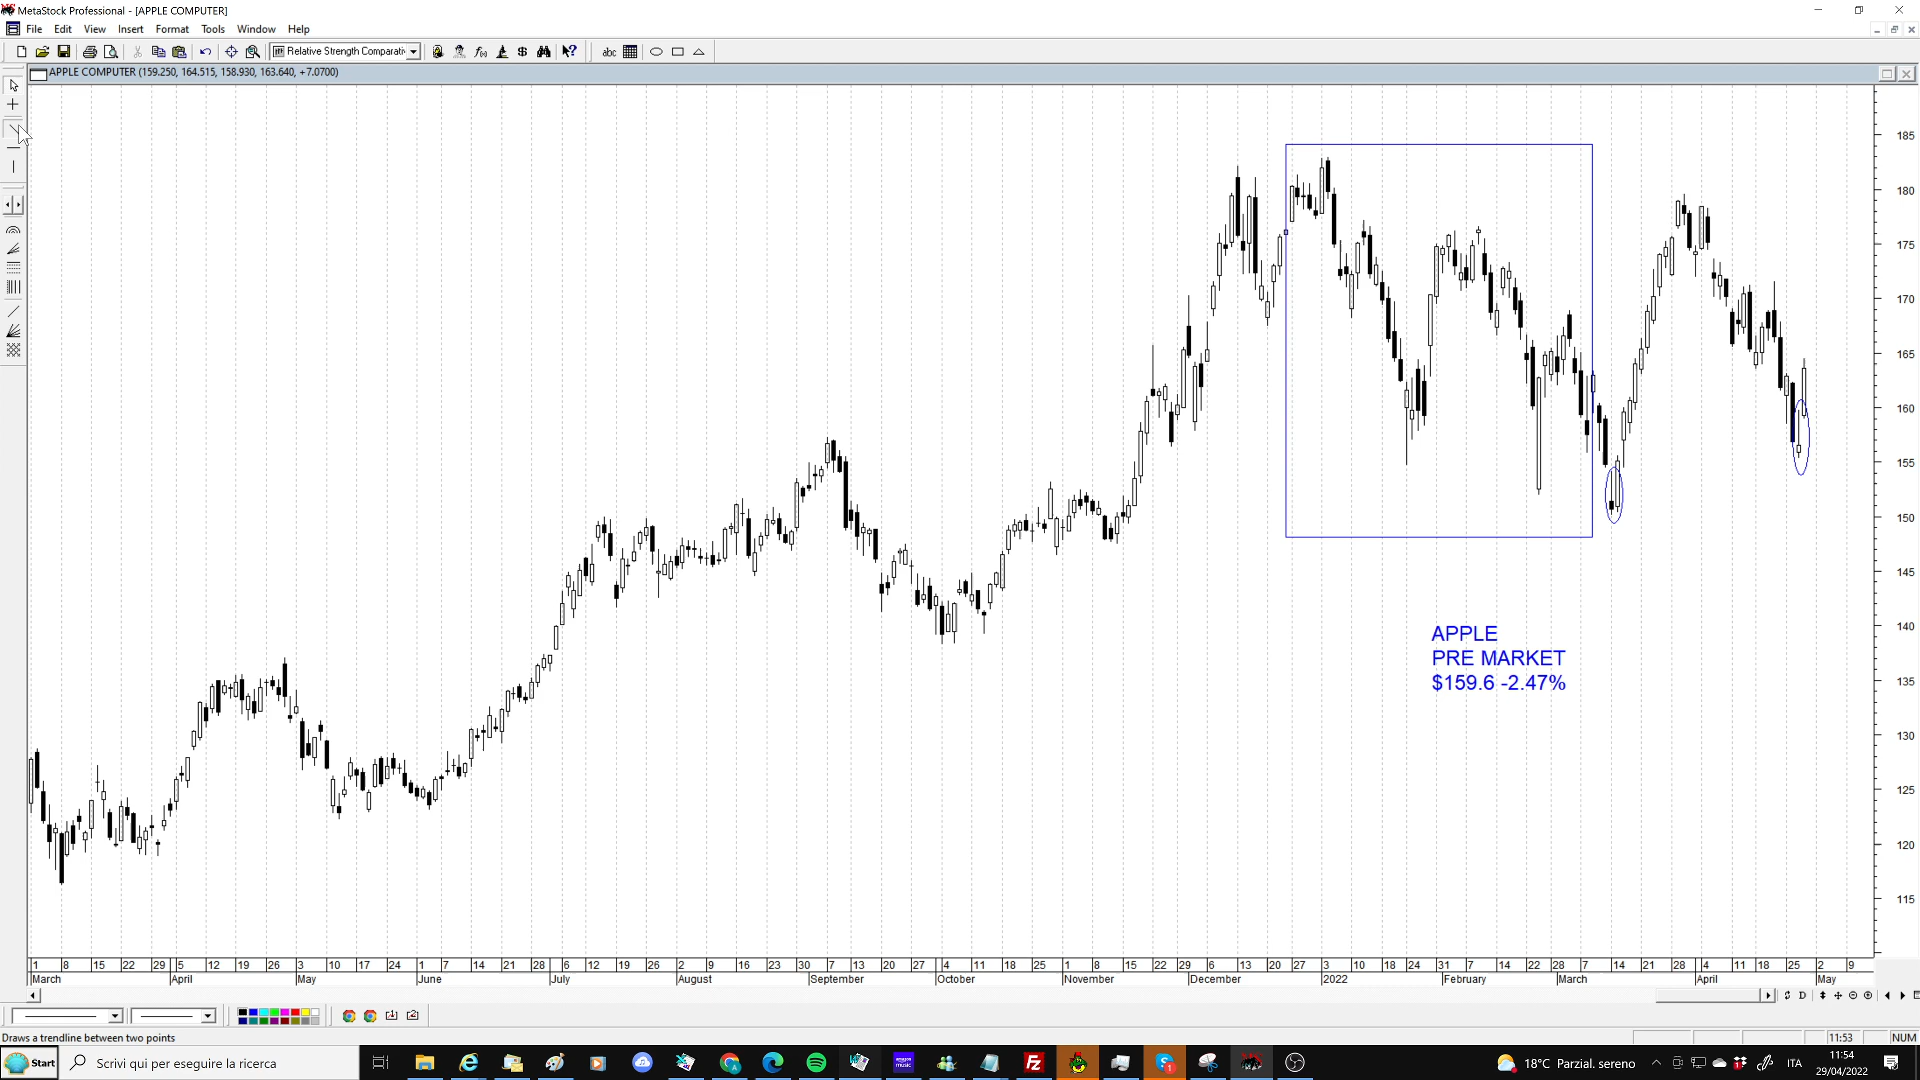 MetaStock Professional - [APPLE COMPUTER]
File Edit View Insert Format Tools Window Help
Relative Strength Comparati
abc
APPLE COMPUTER (159.250, 164.515, 158.930, 163.640, +7.0700)
185
180
175
170
165
160
155
150
145
140
135
130
125
120
115
APPLE
PRE MARKET
$159.6 -2.47%
1 8 15 22 29 5 12 19 26 3 10 17 24 1 7 14 21 28 6 12 19 26 2 9 16 23 30 7 13 20 27 4 11 18 25 1 8 15 22 29 6 13 20 27 3 10 18 24 31 7 14 22 28 7 14 21 28 4 11 18 25 2 9
March April May June July August September October November December 2022 February March April May
D
Draws a trendline between two points
11:53 NUM
Start
Scrivi qui per eseguire la ricerca
amazon music
18°C Parzial. sereno
ITA
11:54
29/04/2022